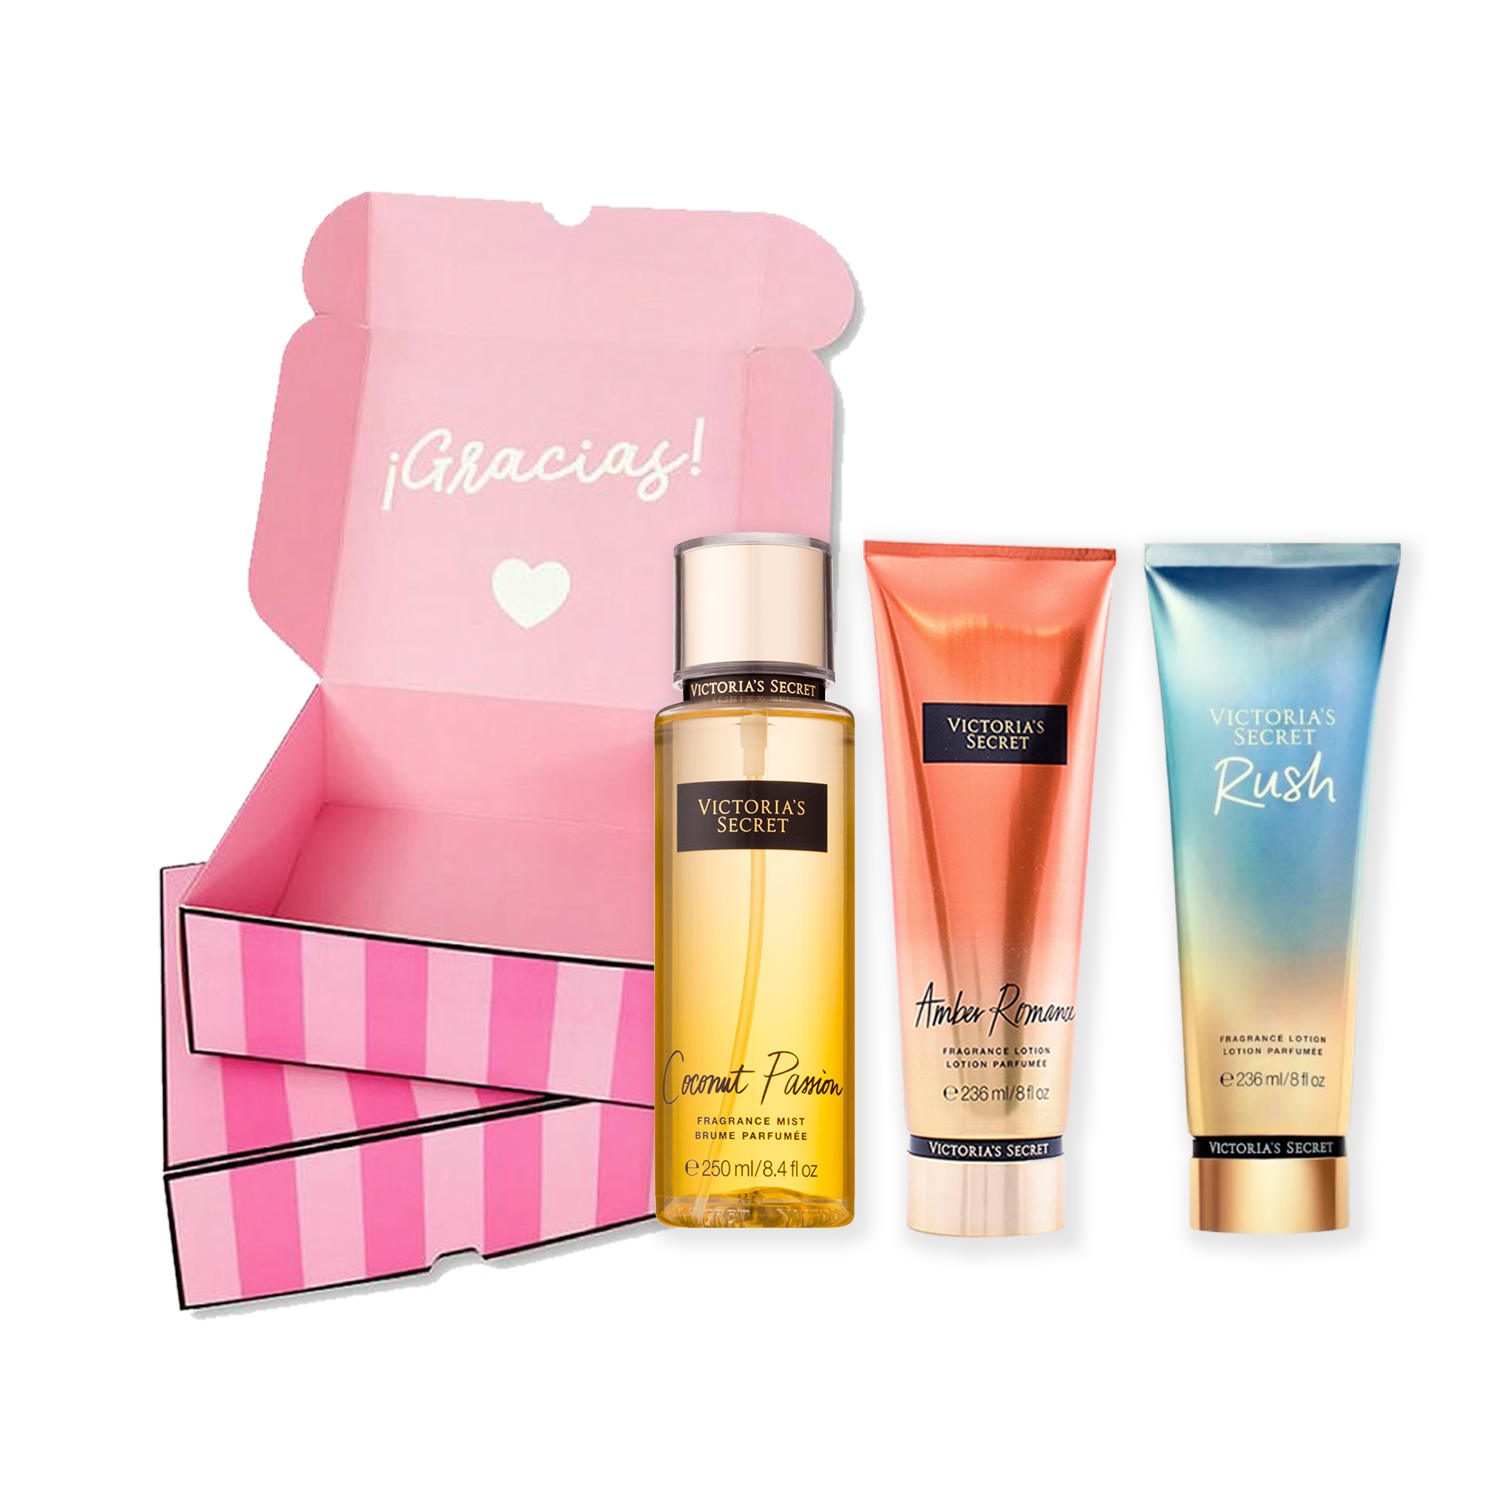 ¡Gracias!
VICTORIA'S SECRET
VICTORIA'S
SECRET
Coconut Passion
FRAGRANCE MIST
BRUME PARFUMÉE
℮ 250 ml/8.4 fl oz
VICTORIA'S
SECRET
Amber Romance
FRAGRANCE LOTION
LOTION PARFUMÉE
℮ 236 ml/8 fl oz
VICTORIA'S SECRET
VICTORIA'S
SECRET
Rush
FRAGRANCE LOTION
LOTION PARFUMÉE
℮ 236 ml/8 fl oz
VICTORIA'S SECRET